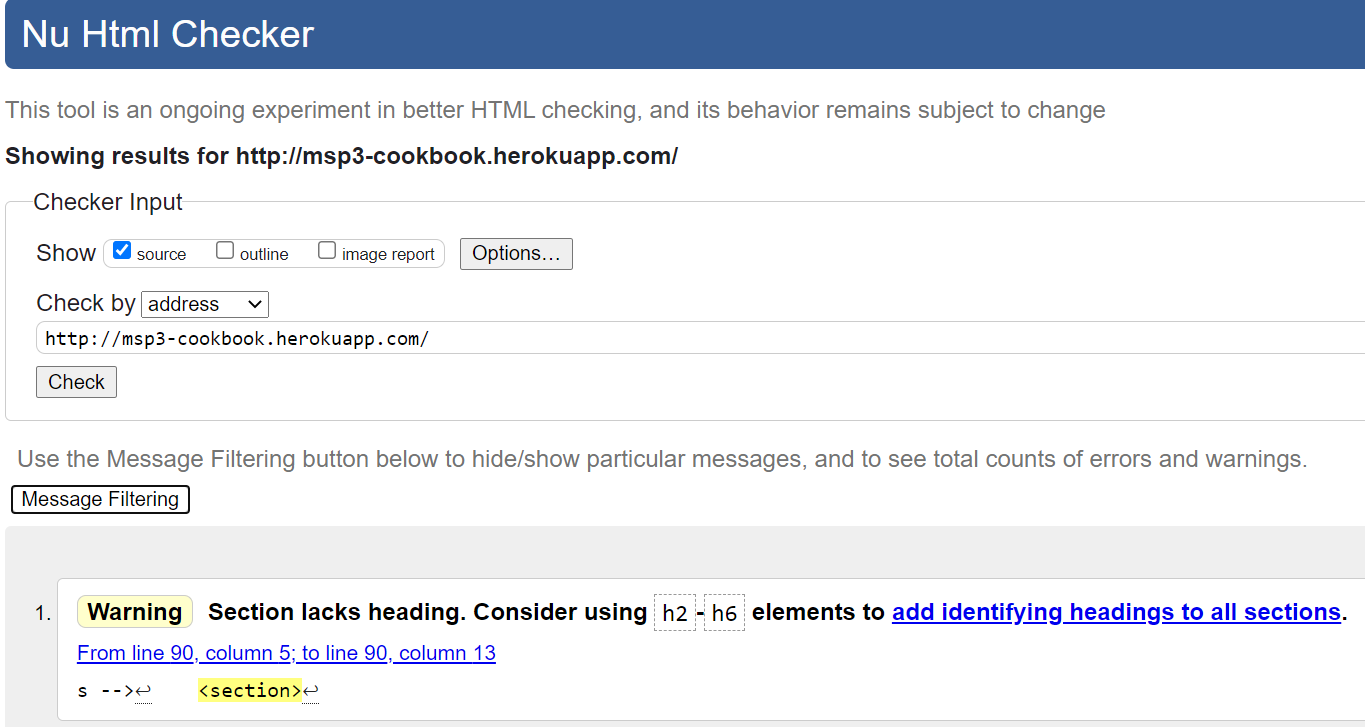 Nu Html Checker
This tool is an ongoing experiment in better HTML checking, and its behavior remains subject to change
Showing results for http://msp3-cookbook.herokuapp.com/
Checker Input
Show source outline image report Options...
Check by address
http://msp3-cookbook.herokuapp.com/
Check
Use the Message Filtering button below to hide/show particular messages, and to see total counts of errors and warnings.
Message Filtering
1. Warning Section lacks heading. Consider using h2-h6 elements to add identifying headings to all sections.
From line 90, column 5; to line 90, column 13
s -->↩ <section>↩